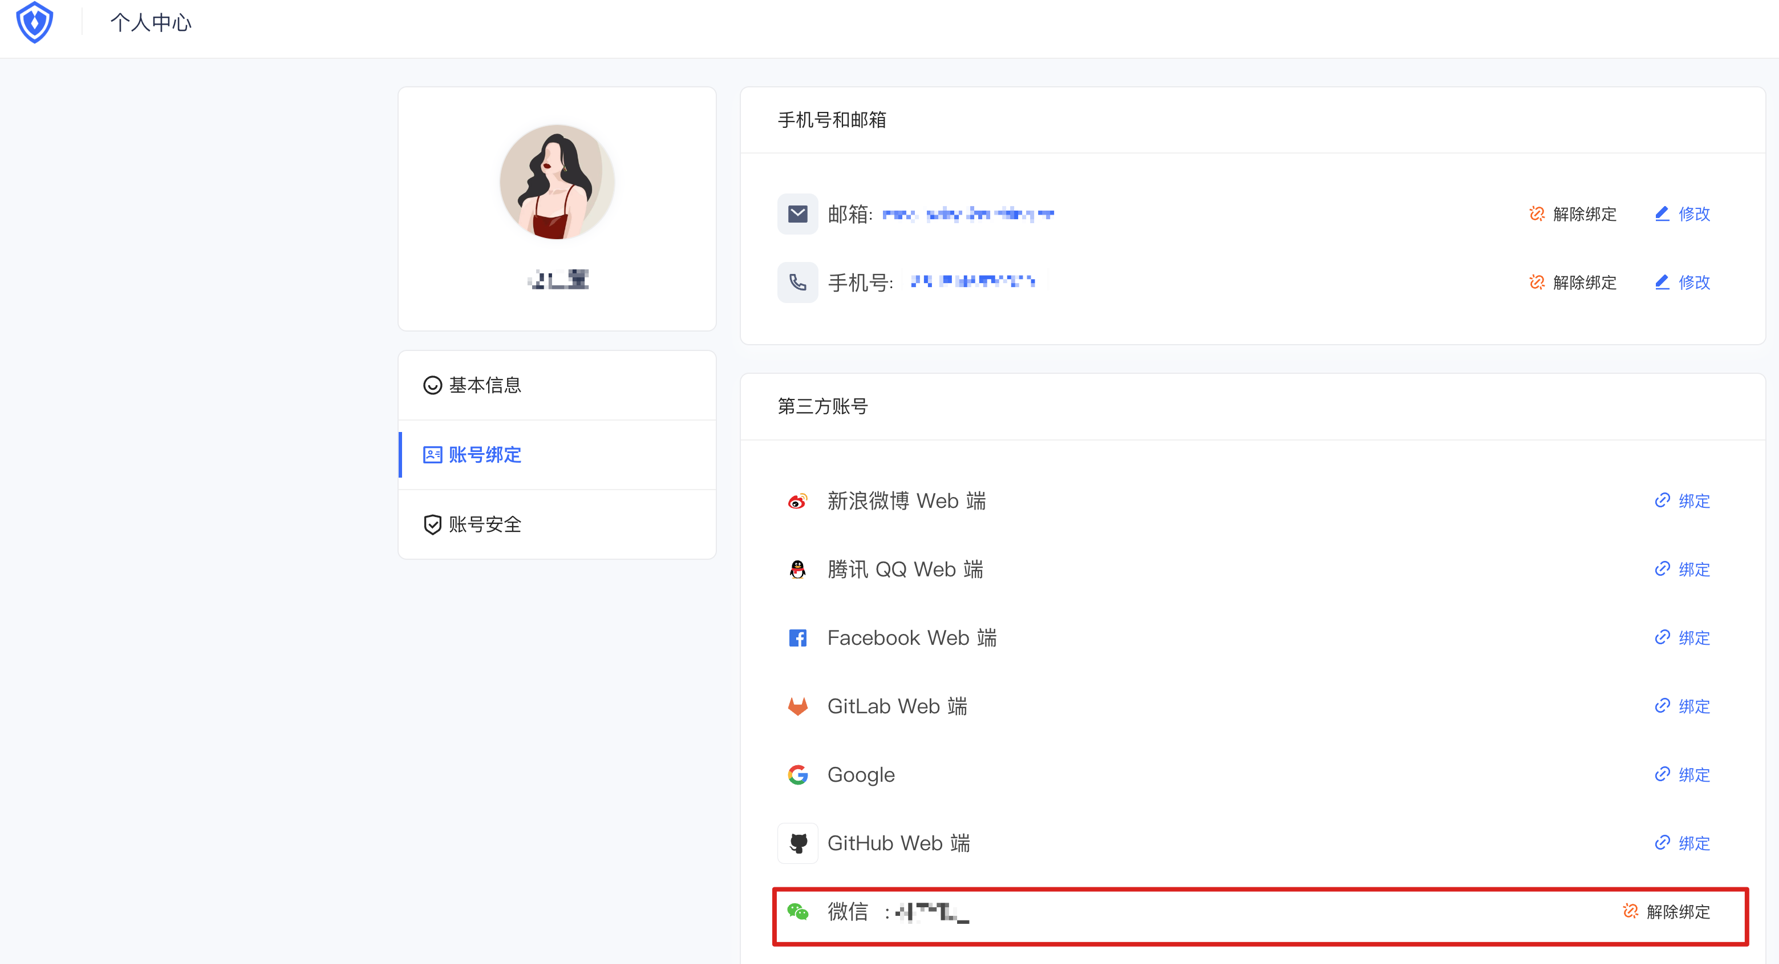 个人中心
手机号和邮箱
邮箱:
解除绑定 修改
手机号:
解除绑定 修改
基本信息
账号绑定
账号安全
第三方账号
新浪微博 Web 端 绑定
腾讯 QQ Web 端 绑定
Facebook Web 端 绑定
GitLab Web 端 绑定
Google 绑定
GitHub Web 端 绑定
微信 : 解除绑定